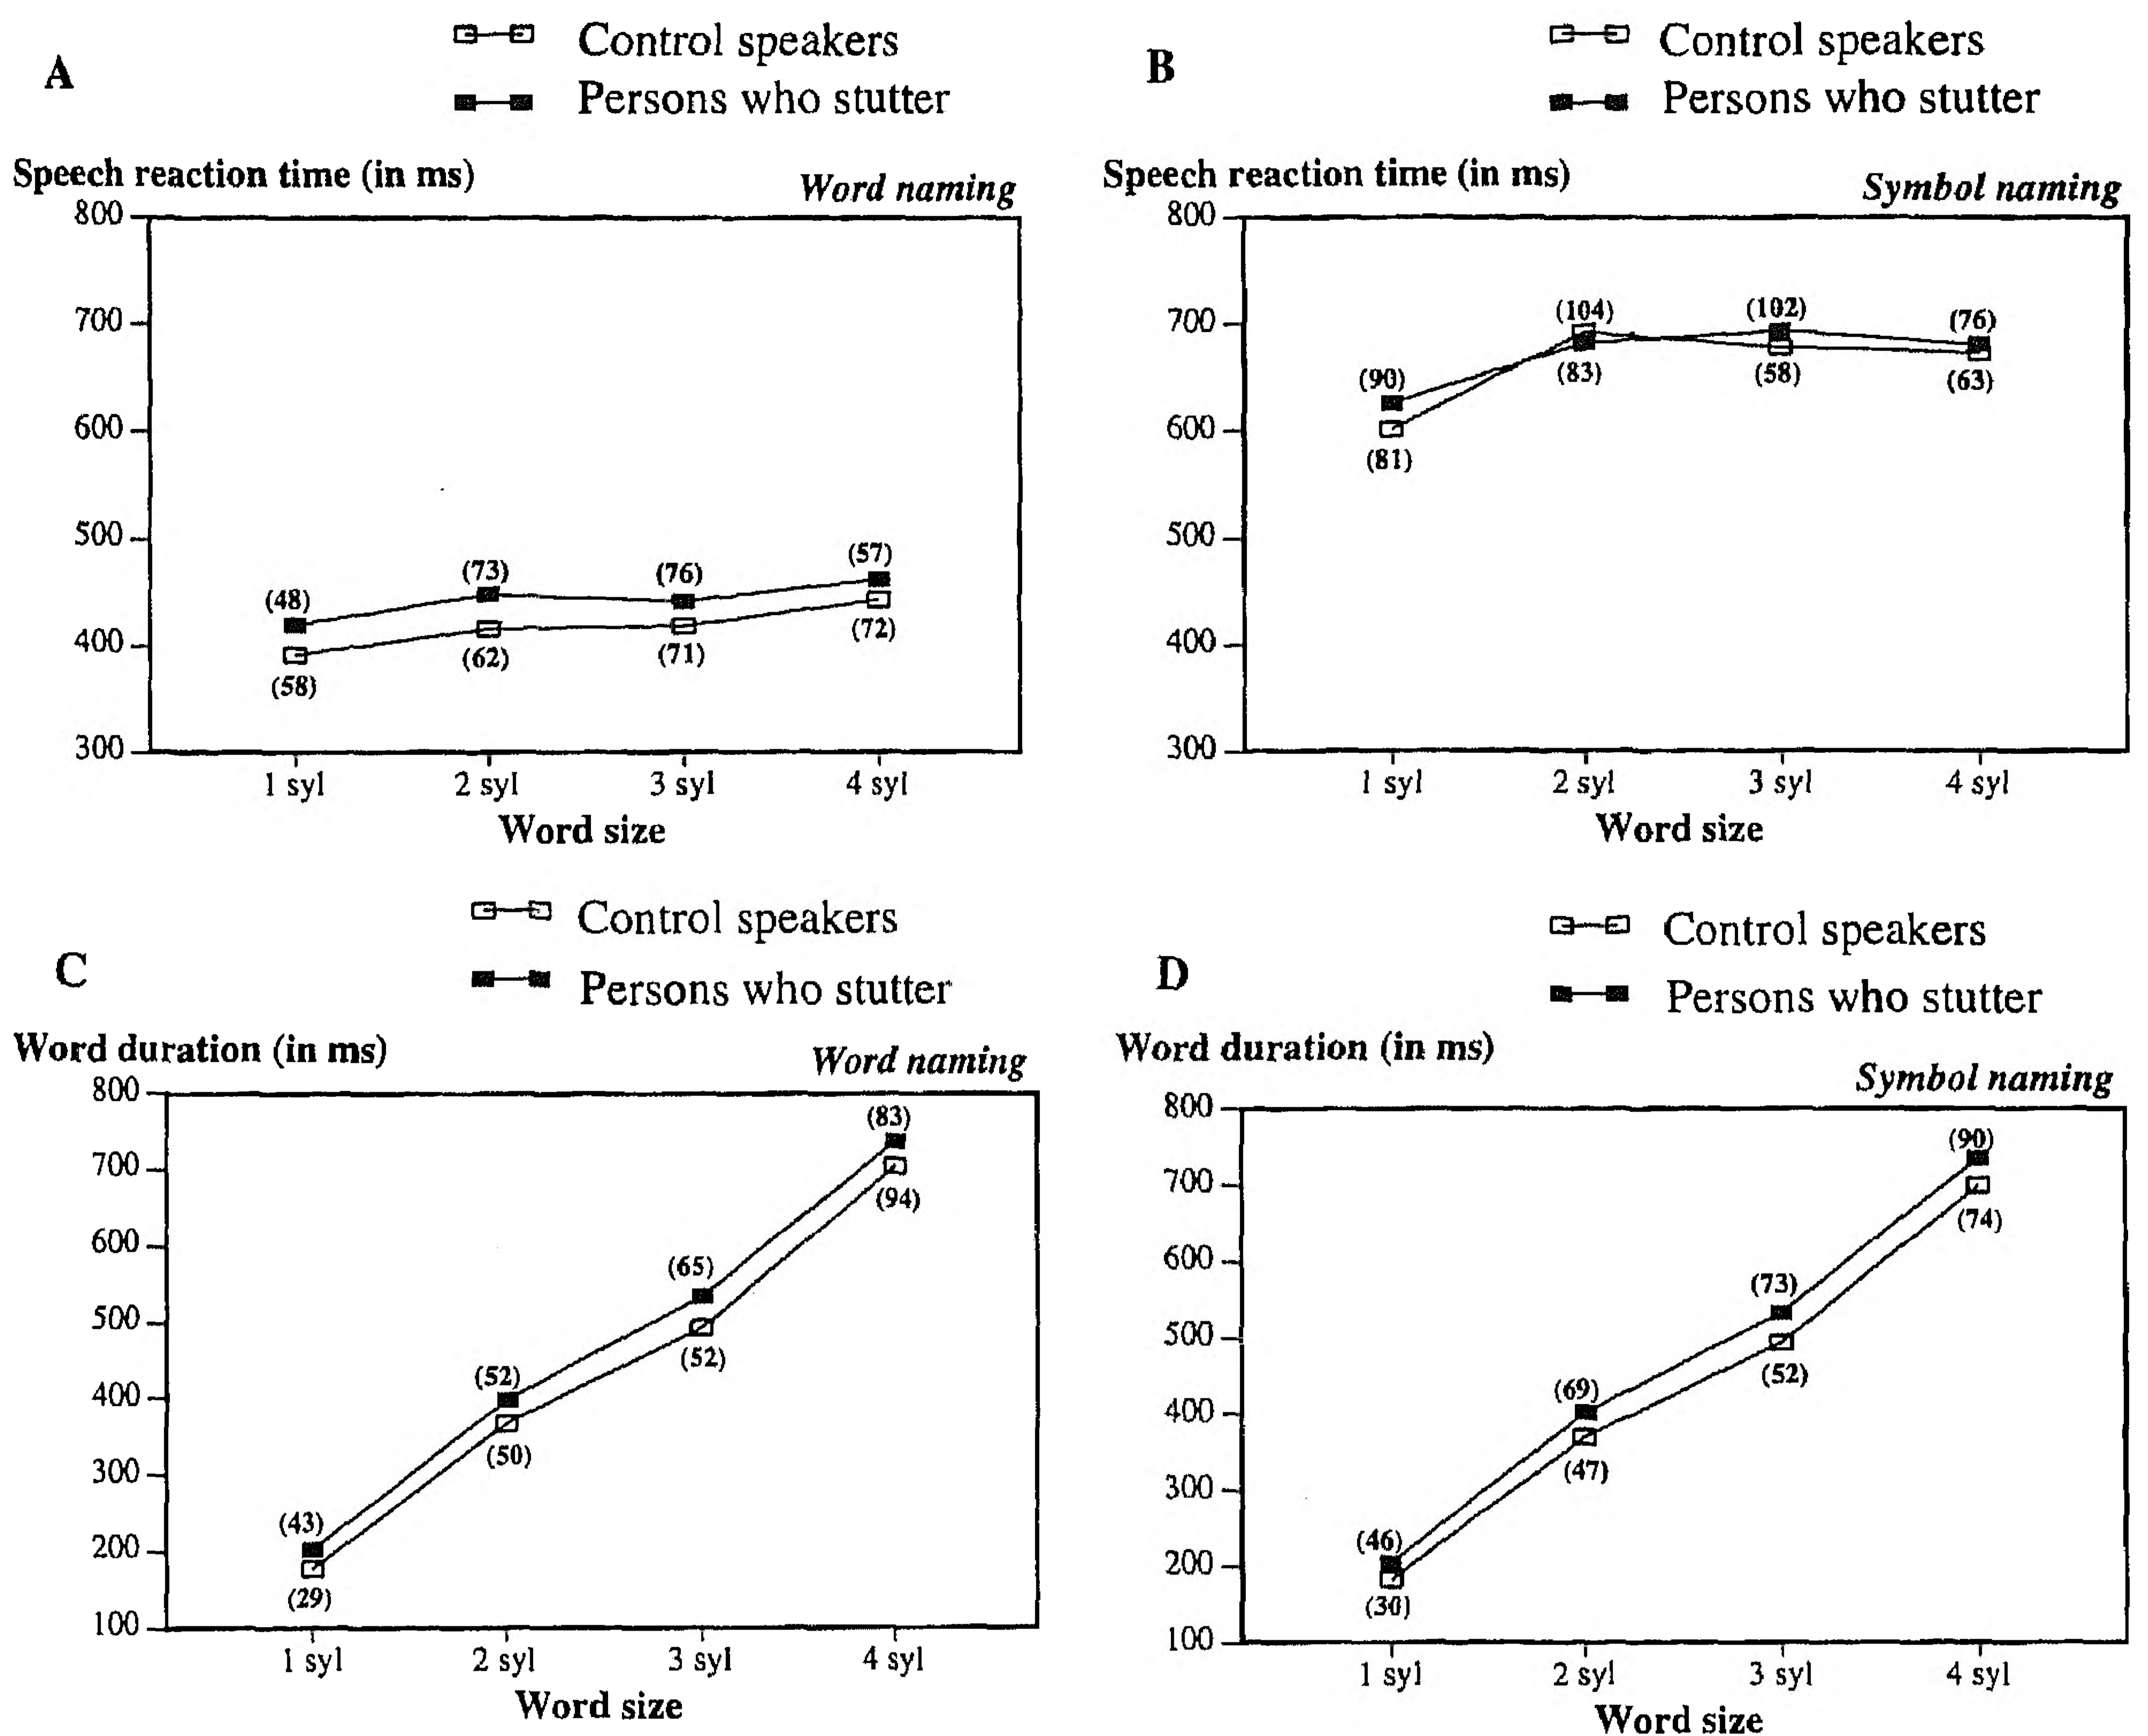 A
Control speakers
Persons who stutter
Speech reaction time (in ms)
Word naming
800
700
600
500
400
300
(48)
(73)
(76)
(57)
(58)
(62)
(71)
(72)
1 syl 2 syl 3 syl 4 syl
Word size
B
Control speakers
Persons who stutter
Speech reaction time (in ms)
Symbol naming
800
700
600
500
400
300
(90)
(104)
(102)
(76)
(81)
(83)
(58)
(63)
1 syl 2 syl 3 syl 4 syl
Word size
C
Control speakers
Persons who stutter
Word duration (in ms)
Word naming
800
700
600
500
400
300
200
100
(43)
(52)
(65)
(83)
(29)
(50)
(52)
(94)
1 syl 2 syl 3 syl 4 syl
Word size
D
Control speakers
Persons who stutter
Word duration (in ms)
Symbol naming
800
700
600
500
400
300
200
100
(46)
(69)
(73)
(90)
(30)
(47)
(52)
(74)
1 syl 2 syl 3 syl 4 syl
Word size